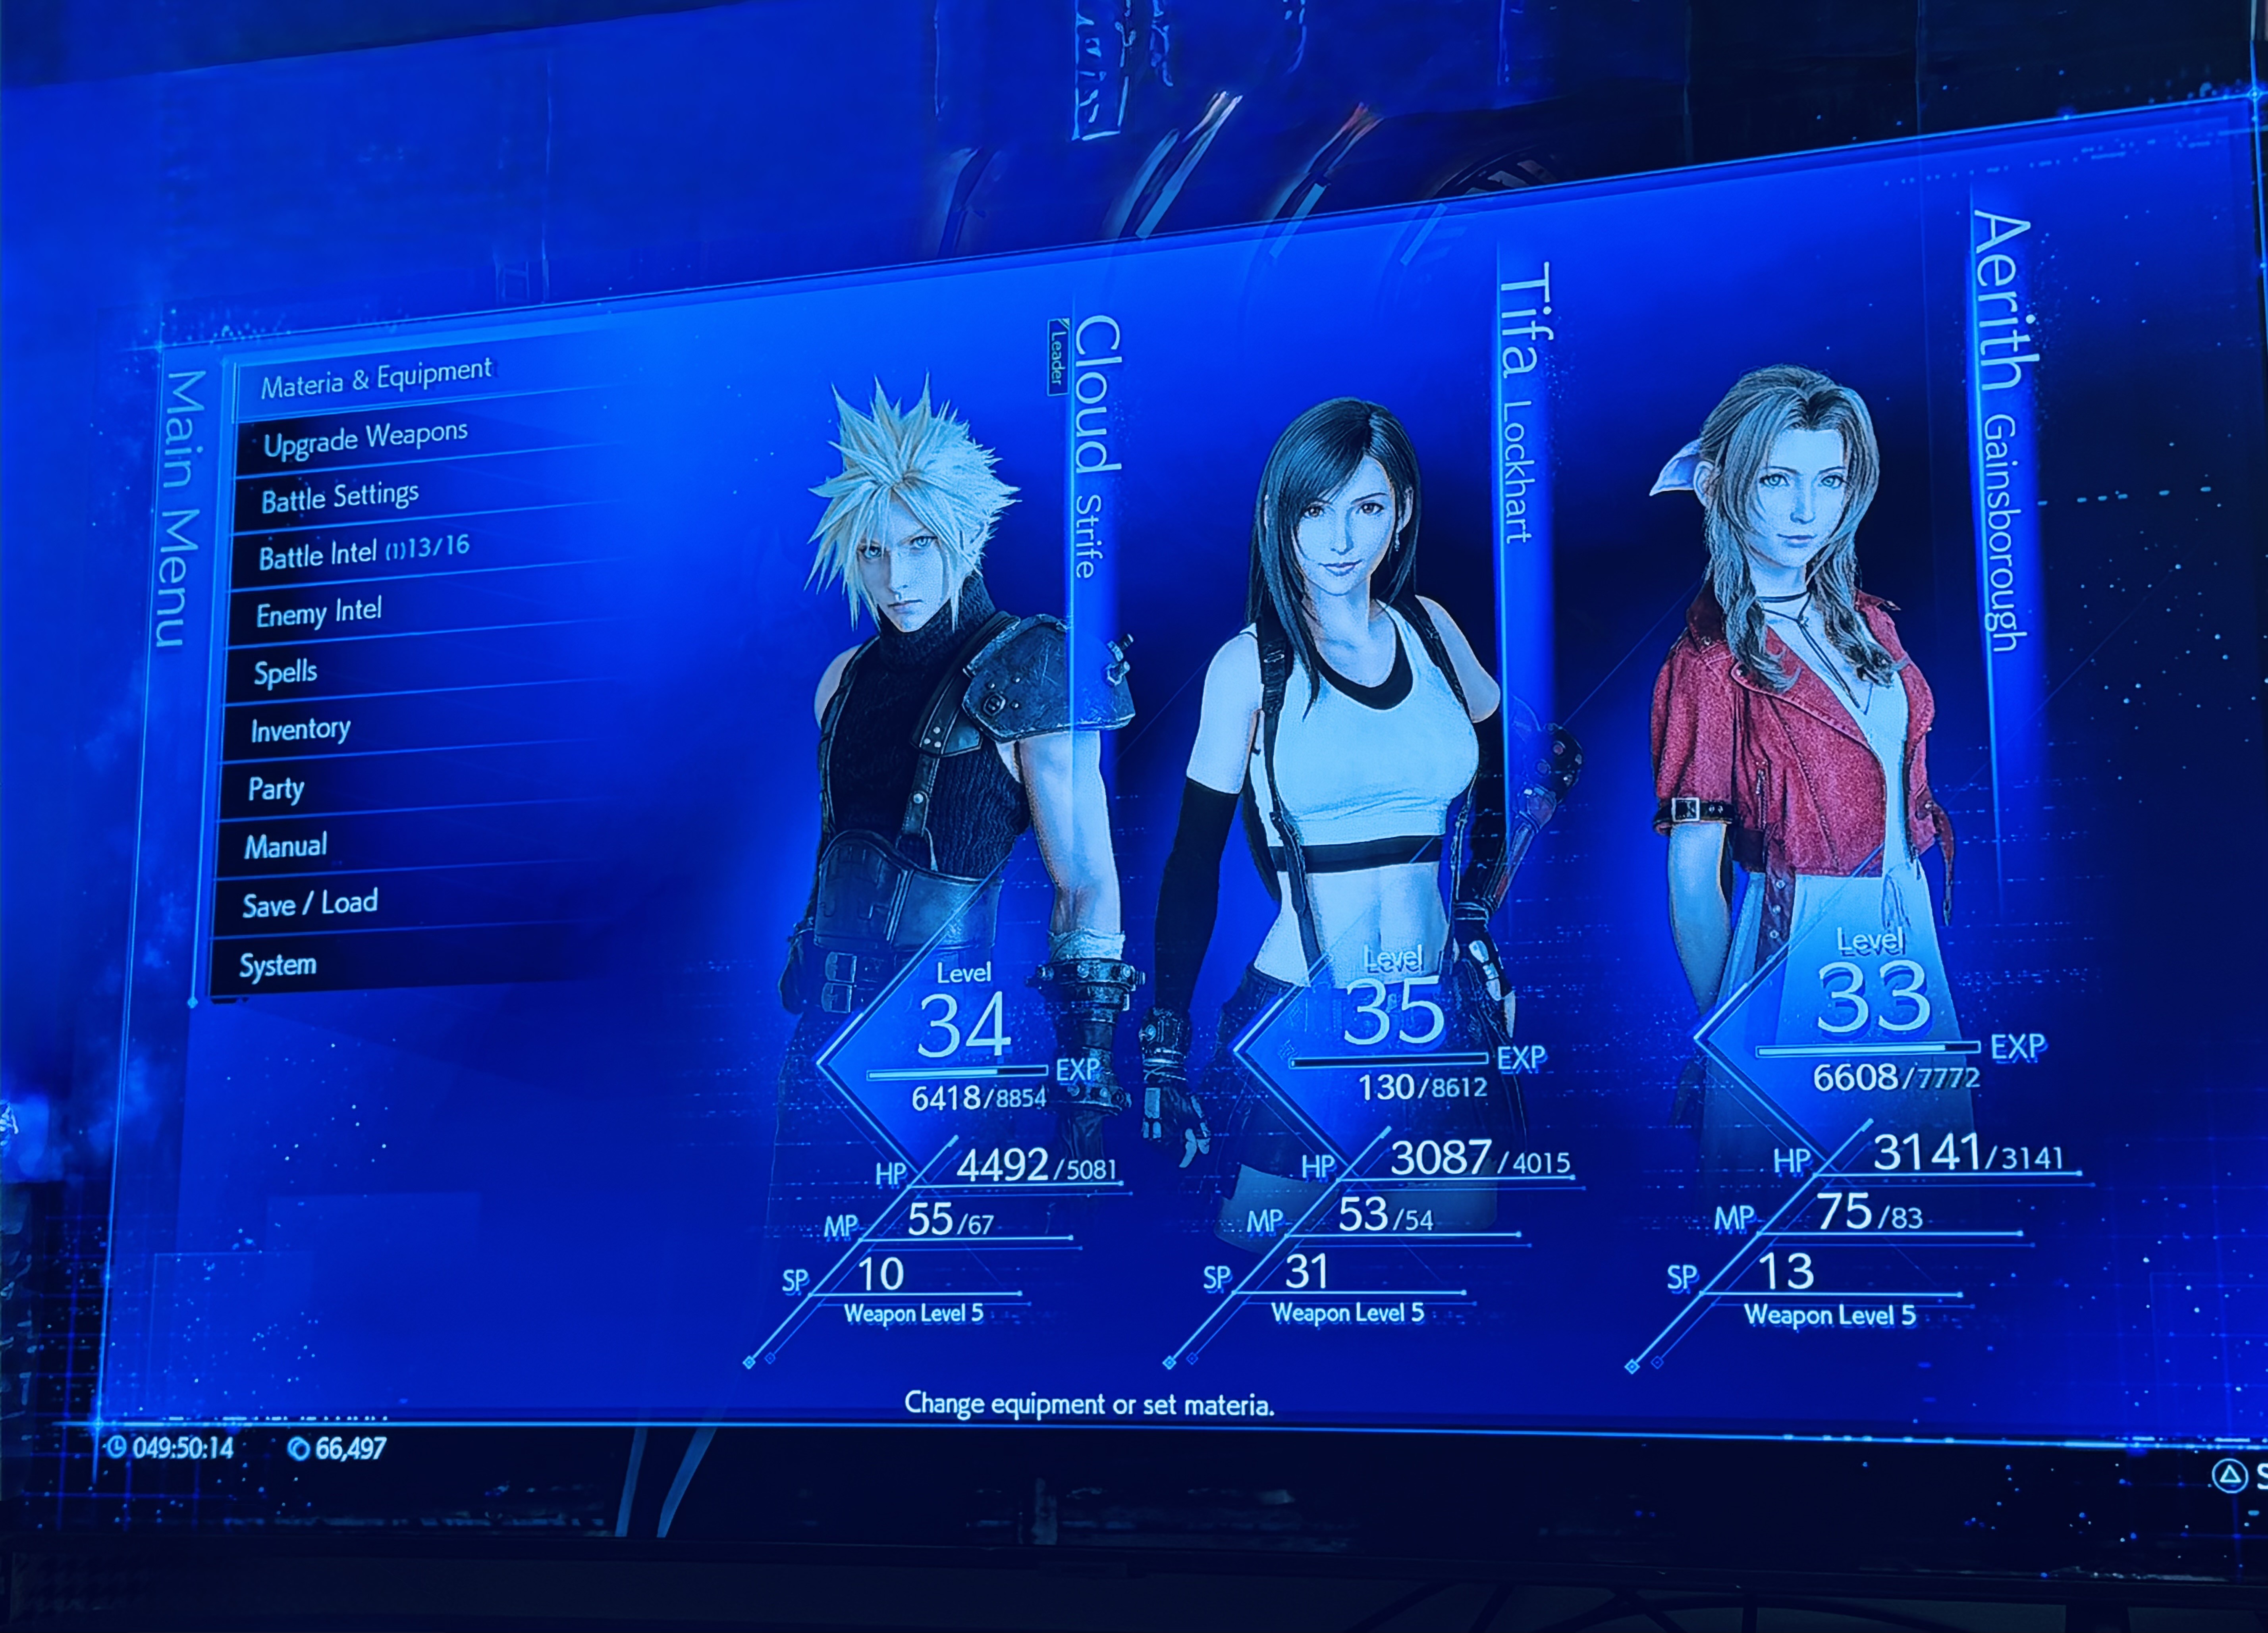 Main Menu
Materia & Equipment
Upgrade Weapons
Battle Settings
Battle Intel (1)13/16
Enemy Intel
Spells
Inventory
Party
Manual
Save / Load
System
Leader
Cloud Strife
Level
34
EXP
6418/8854
HP 4492/5081
MP 55/67
SP 10
Weapon Level 5
Tifa Lockhart
Level
35
EXP
130/8612
HP 3087/4015
MP 53/54
SP 31
Weapon Level 5
Aerith Gainsborough
Level
33
EXP
6608/7772
HP 3141/3141
MP 75/83
SP 13
Weapon Level 5
Change equipment or set materia.
049:50:14 66,497